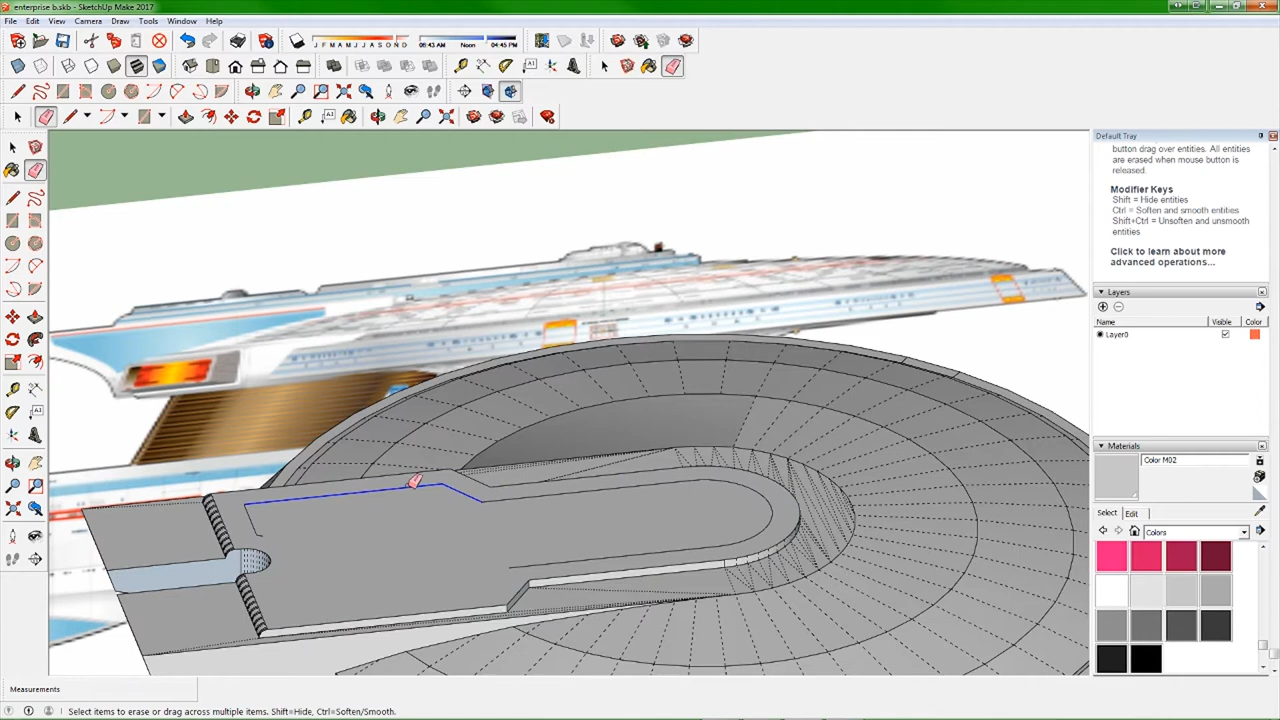 enterprise b.skb - SketchUp Make 2017
File Edit View Camera Draw Tools Window Help
J F M A M J J A S O N D
06:43 AM Noon 04:45 PM
Default Tray
button drag over entities. All entities
are erased when mouse button is
released.
Modifier Keys
Shift = Hide entities
Ctrl = Soften and smooth entities
Shift+Ctrl = Unsoften and unsmooth
entities
Click to learn about more
advanced operations...
Layers
Name Visible Color
Layer0
Materials
Color M02
Select Edit
Colors
Measurements
Select items to erase or drag across multiple items. Shift=Hide, Ctrl=Soften/Smooth.